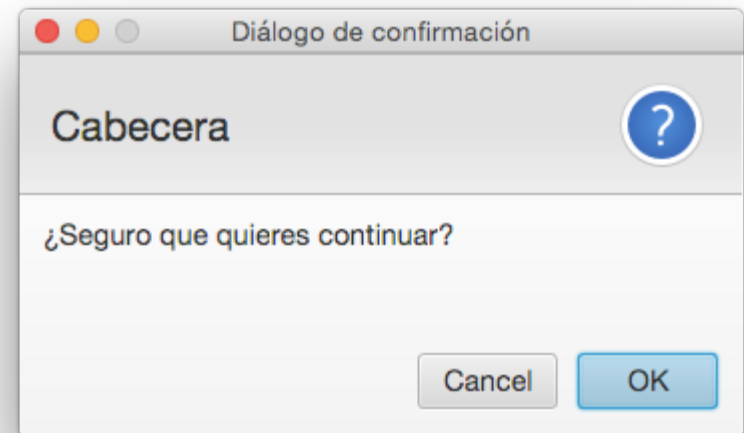 Diálogo de confirmación
Cabecera
?
¿Seguro que quieres continuar?
Cancel
OK